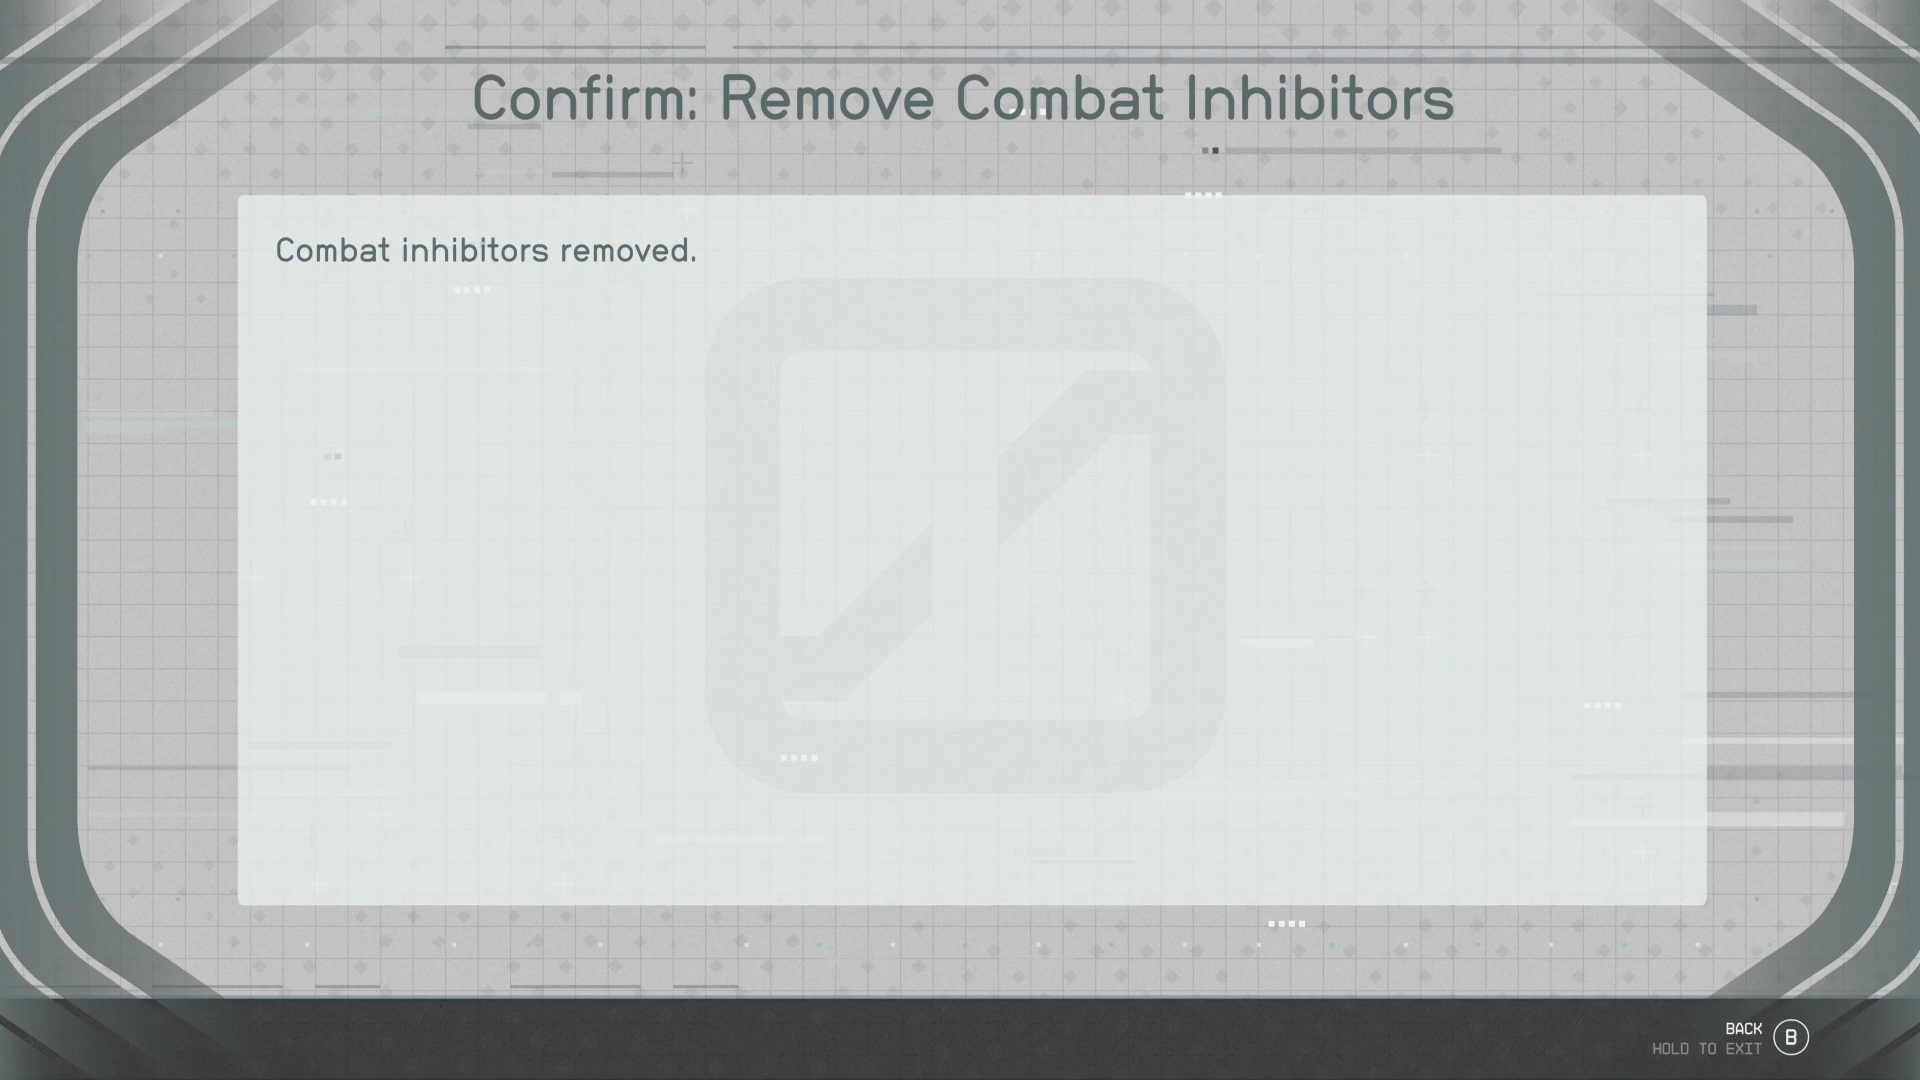 Confirm: Remove Combat Inhibitors
Combat inhibitors removed.
BACK
HOLD TO EXIT
B